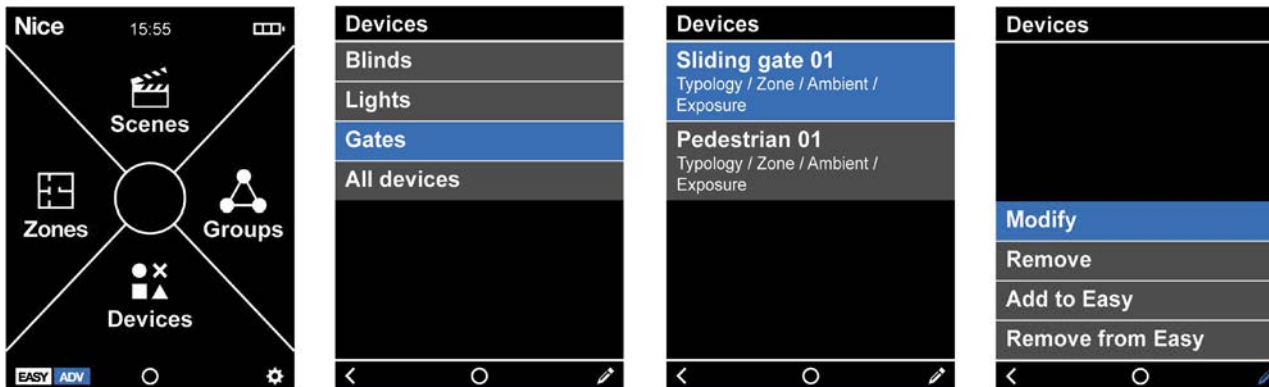 Nice
15:55
Scenes
Zones
Groups
Devices
EASY ADV
Devices
Blinds
Lights
Gates
All devices
Devices
Sliding gate 01
Typology / Zone / Ambient /
Exposure
Pedestrian 01
Typology / Zone / Ambient /
Exposure
Devices
Modify
Remove
Add to Easy
Remove from Easy